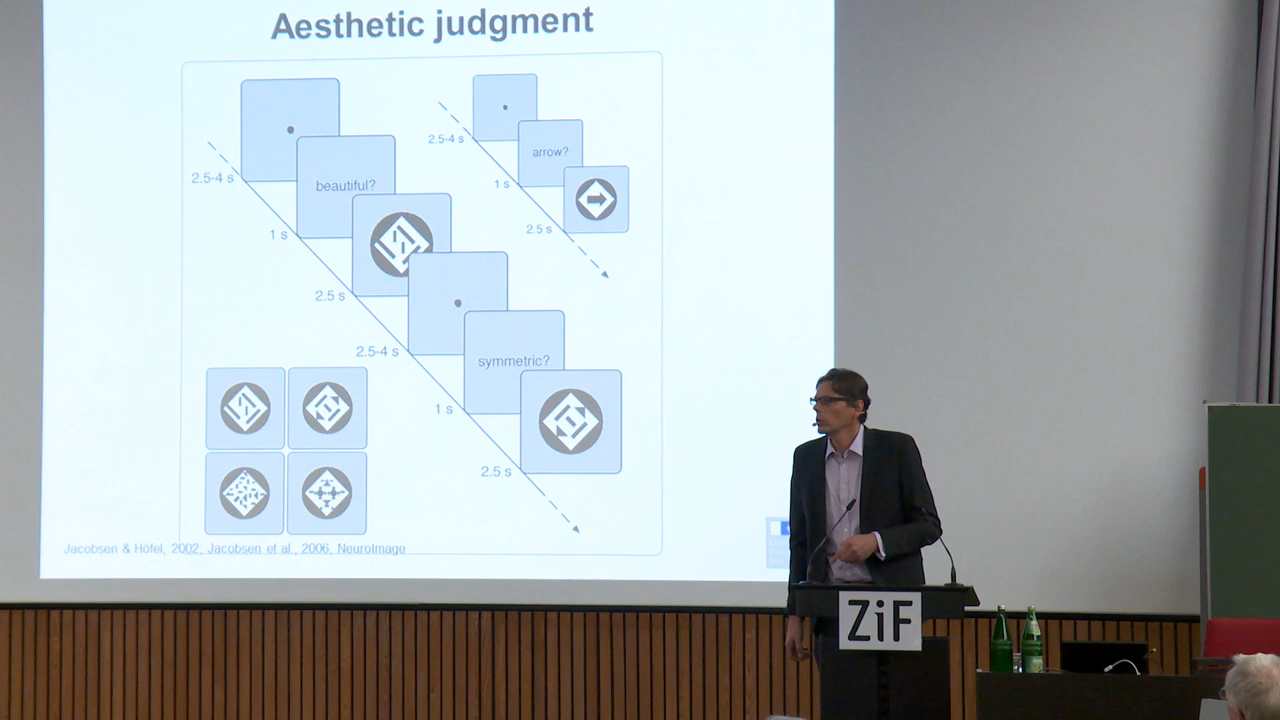 Aesthetic judgment
2.5-4 s
beautiful?
1 s
2.5 s
2.5-4 s
symmetric?
1 s
2.5 s
2.5-4 s
arrow?
1 s
2.5 s
Jacobsen & Höfel, 2002, Jacobsen et al., 2006, NeuroImage
ZiF